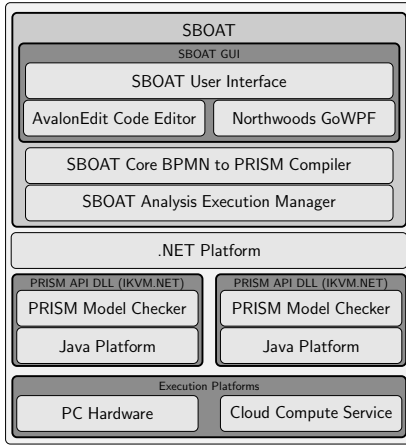 SBOAT
SBOAT GUI
SBOAT User Interface
AvalonEdit Code Editor
Northwoods GoWPF
SBOAT Core BPMN to PRISM Compiler
SBOAT Analysis Execution Manager
.NET Platform
PRISM API DLL (IKVM.NET)
PRISM Model Checker
Java Platform
PRISM API DLL (IKVM.NET)
PRISM Model Checker
Java Platform
Execution Platforms
PC Hardware
Cloud Compute Service